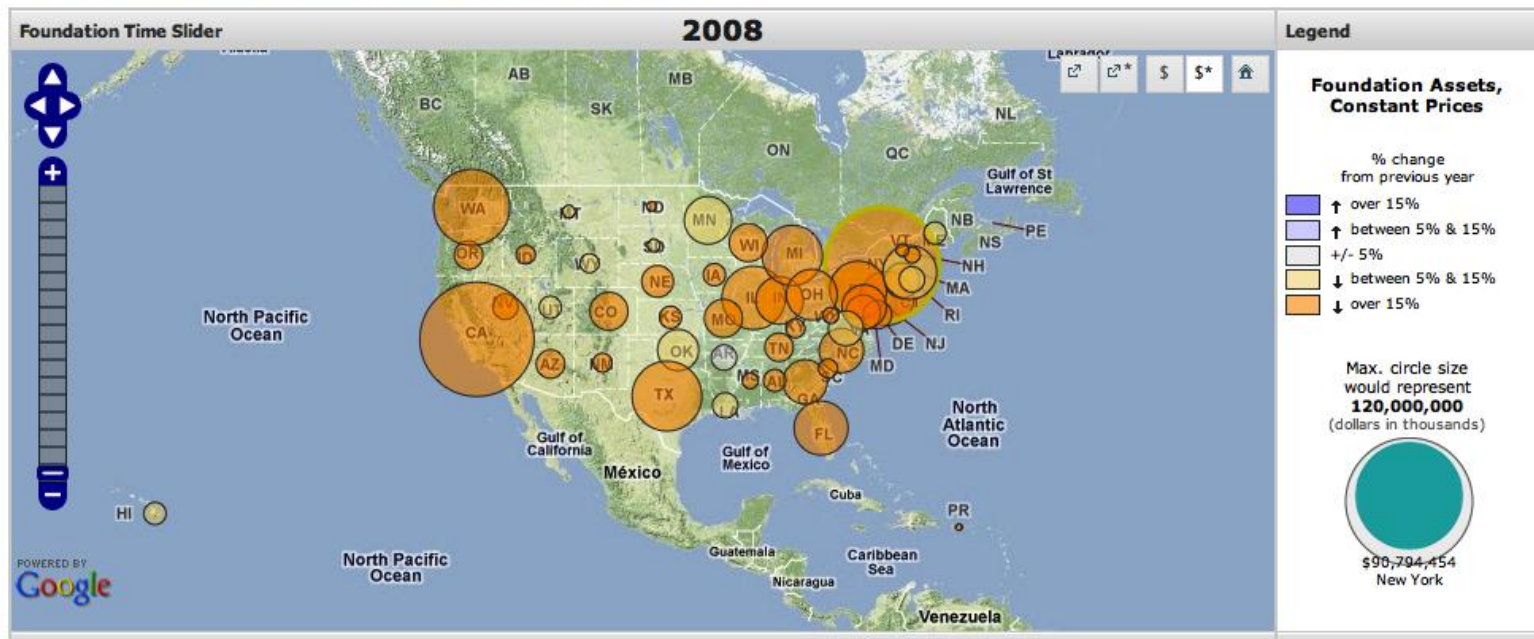 Foundation Time Slider
2008
Legend
AB
MB
BC
SK
NL
ON
QC
Gulf of St
Lawrence
NB
PE
NS
WA
MT
ND
MN
OR
ID
SD
WI
MI
VT
ME
NY
NH
WY
IA
NE
MA
NV
UT
CO
IL
IN
OH
RI
CA
KS
MO
KY
DE
NJ
MD
OK
AR
TN
NC
AZ
NM
MS
AL
SC
TX
LA
GA
FL
North Pacific
Ocean
North
Atlantic
Ocean
Gulf of
California
Gulf of
Mexico
México
Cuba
HI
PR
North Pacific
Ocean
Guatemala
Caribbean
Sea
Nicaragua
Venezuela
POWERED BY
Google
$
$*
Foundation Assets,
Constant Prices
% change
from previous year
↑ over 15%
↑ between 5% & 15%
+/- 5%
↓ between 5% & 15%
↓ over 15%
Max. circle size
would represent
120,000,000
(dollars in thousands)
$90,794,454
New York